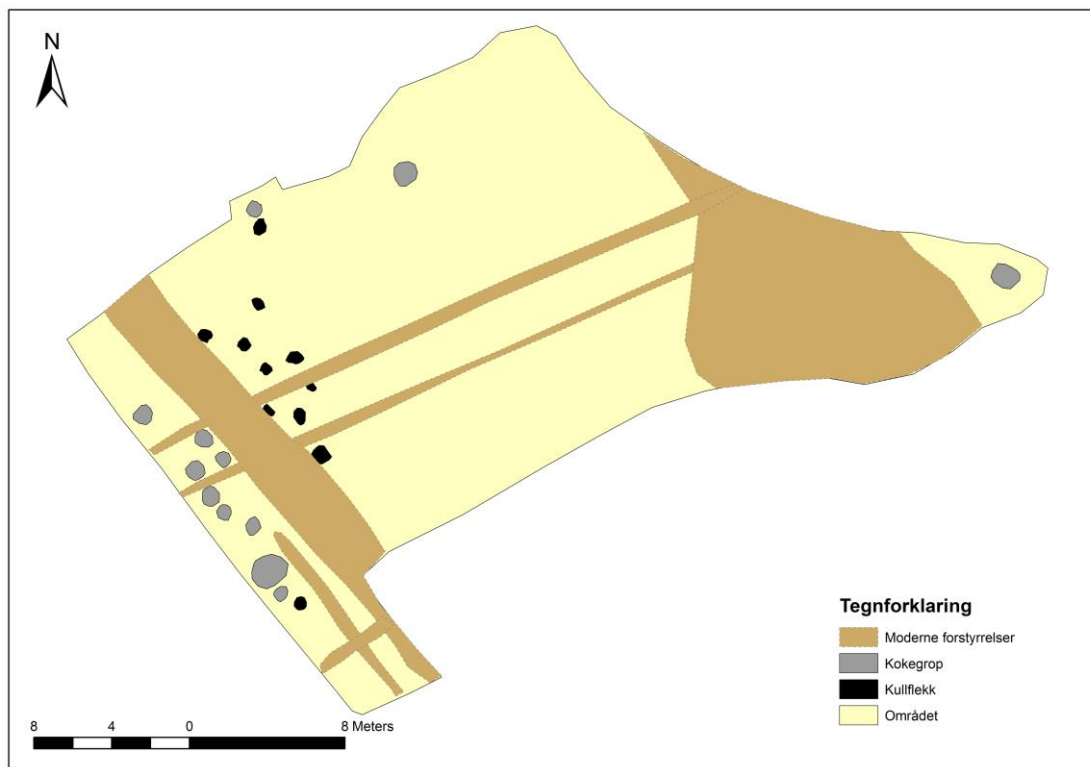 N
Tegnforklaring
Moderne forstyrrelser
Kokegrop
Kullflekk
Området
8 4 0 8 Meters